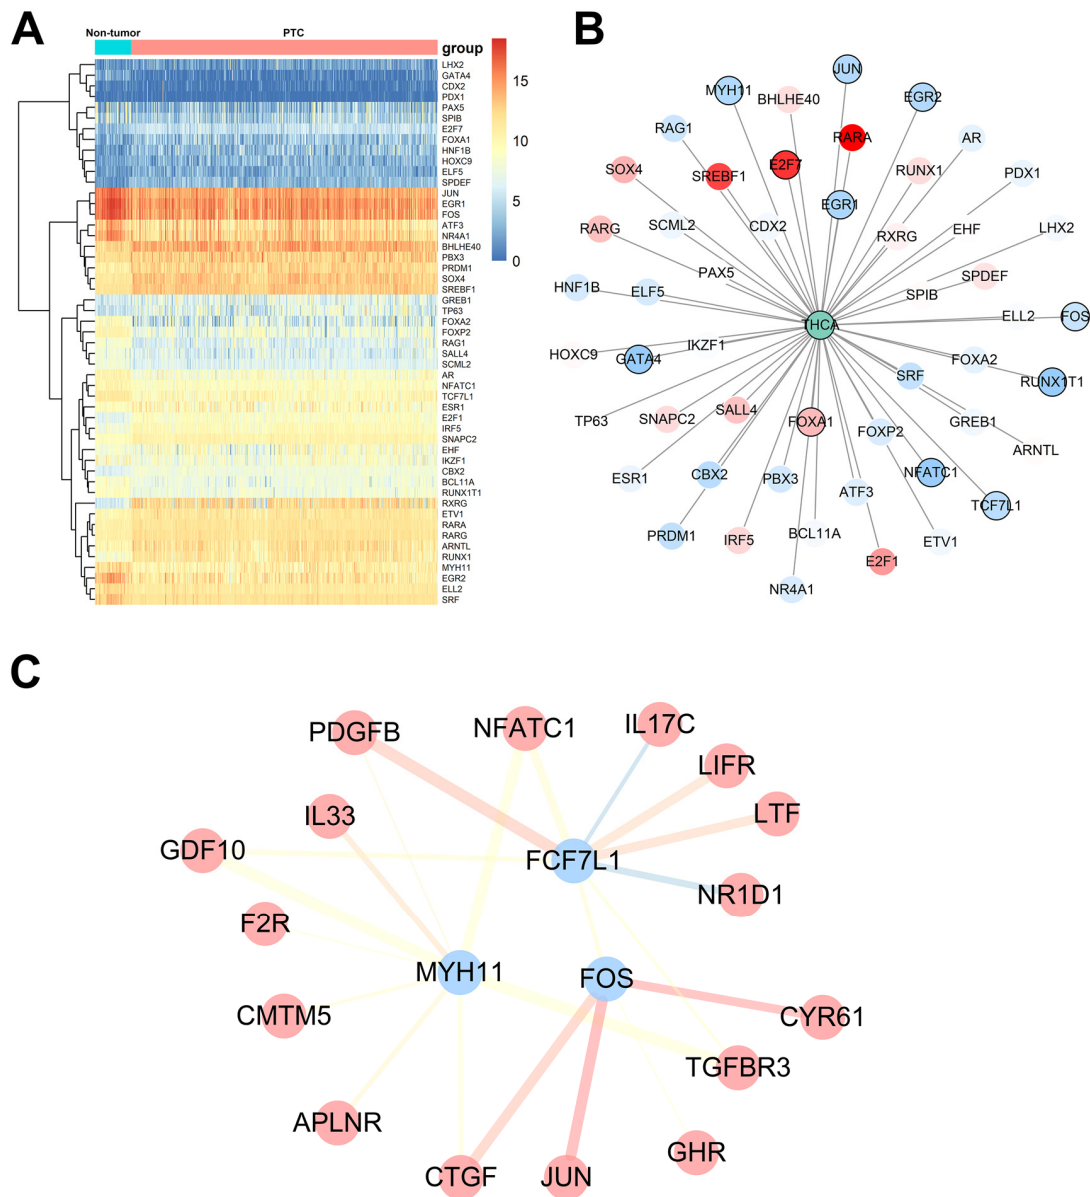 A
Non-tumor
PTC
group
15
10
5
0
LHX2
GATA4
CDX2
PDX1
PAX5
SPIB
E2F7
FOXA1
HNF1B
HOXC9
ELF5
SPDEF
JUN
EGR1
FOS
ATF3
NR4A1
BHLHE40
PBX3
PRDM1
SOX4
SREBF1
GREB1
TP63
FOXA2
FOXP2
RAG1
SALL4
SCML2
AR
NFATC1
TCF7L1
ESR1
E2F1
IRF5
SNAPC2
EHF
IKZF1
CBX2
BCL11A
RUNX1T1
RXRG
ETV1
RARA
RARG
ARNTL
RUNX1
MYH11
EGR2
ELL2
SRF
B
JUN
MYH11
BHLHE40
EGR2
RAG1
RARA
AR
SOX4
SREBF1
E2F7
RUNX1
PDX1
EGR1
RARG
SCML2
CDX2
RXRG
EHF
LHX2
PAX5
SPDEF
HNF1B
ELF5
SPIB
THCA
ELL2
FOS
HOXC9
GATA4
IKZF1
FOXA2
SRF
RUNX1T1
TP63
SNAPC2
SALL4
FOXA1
FOXP2
GREB1
ARNTL
ESR1
CBX2
PBX3
ATF3
NFATC1
TCF7L1
PRDM1
IRF5
BCL11A
ETV1
E2F1
NR4A1
C
PDGFB
NFATC1
IL17C
LIFR
IL33
LTF
GDF10
FCF7L1
NR1D1
F2R
MYH11
FOS
CMTM5
CYR61
TGFBR3
APLNR
GHR
CTGF
JUN